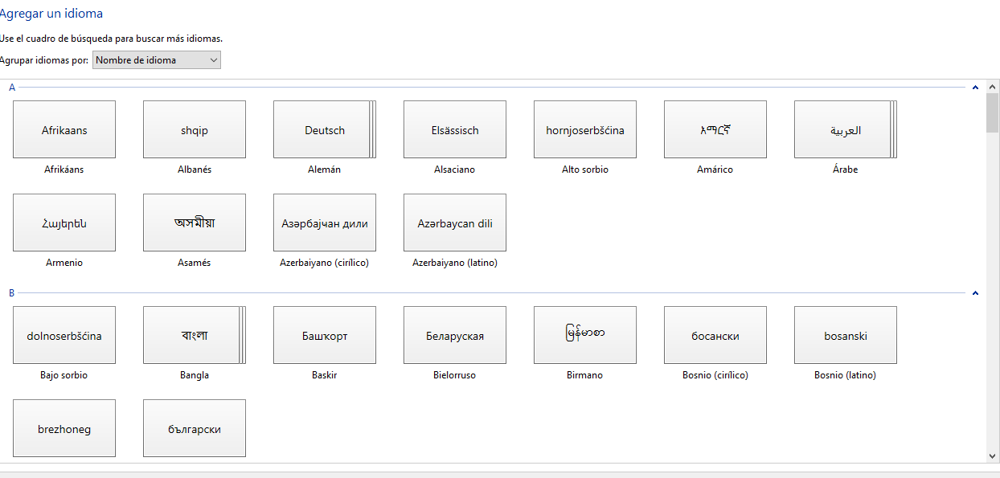 Agregar un idioma
Use el cuadro de búsqueda para buscar más idiomas.
Agrupar idiomas por: Nombre de idioma
A
Afrikaans shqip Deutsch Elsässisch hornjoserbšćina አማርኛ العربية
Afrikáans Albanés Alemán Alsaciano Alto sorbio Amárico Árabe
Հայերեն অসমীয়া Азәрбајҹан дили Azərbaycan dili
Armenio Asamés Azerbaiyano (cirílico) Azerbaiyano (latino)
B
dolnoserbšćina বাংলা Башҡорт Беларуская မြန်မာစာ босански bosanski
Bajo sorbio Bangla Baskir Bielorruso Birmano Bosnio (cirílico) Bosnio (latino)
brezhoneg български